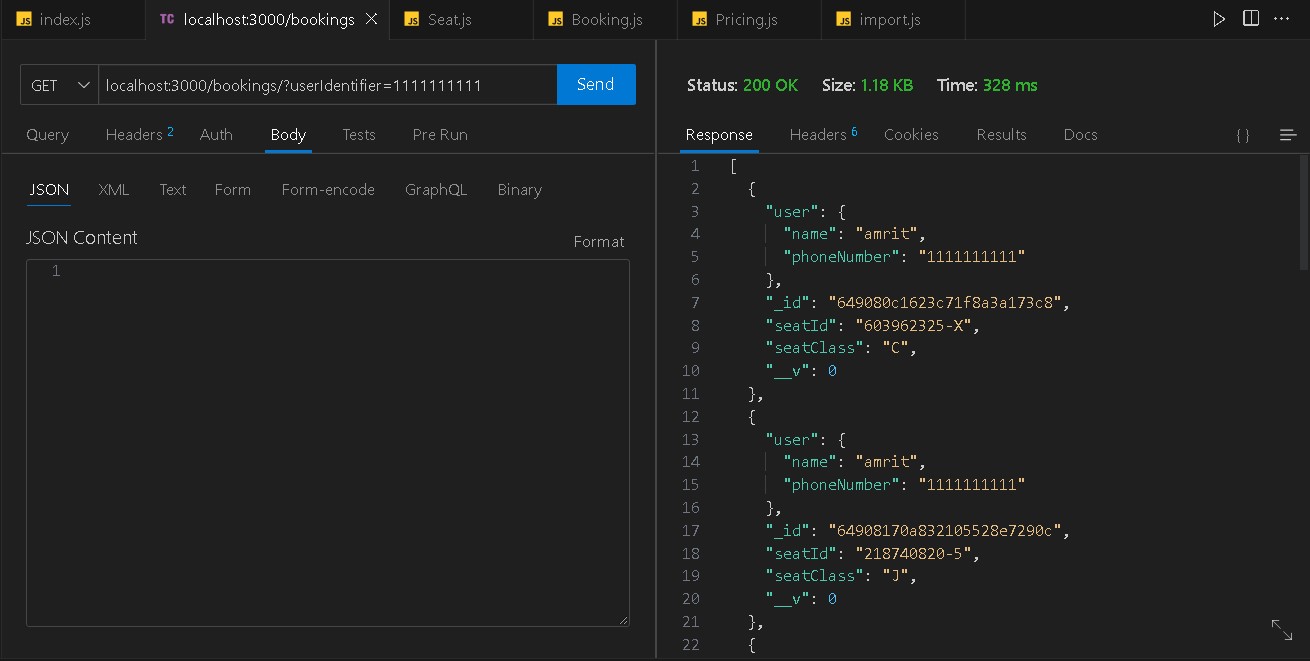 JS index.js TC localhost:3000/bookings JS Seat.js JS Booking.js JS Pricing.js JS import.js
GET localhost:3000/bookings/?userIdentifier=1111111111 Send
Query Headers 2 Auth Body Tests Pre Run
JSON XML Text Form Form-encode GraphQL Binary
JSON Content Format
1
Status: 200 OK Size: 1.18 KB Time: 328 ms
Response Headers 6 Cookies Results Docs { }
1 [
2 {
3 "user": {
4 "name": "amrit",
5 "phoneNumber": "1111111111"
6 },
7 "_id": "649080c1623c71f8a3a173c8",
8 "seatId": "603962325-X",
9 "seatClass": "C",
10 "__v": 0
11 },
12 {
13 "user": {
14 "name": "amrit",
15 "phoneNumber": "1111111111"
16 },
17 "_id": "64908170a832105528e7290c",
18 "seatId": "218740820-5",
19 "seatClass": "J",
20 "__v": 0
21 },
22 {